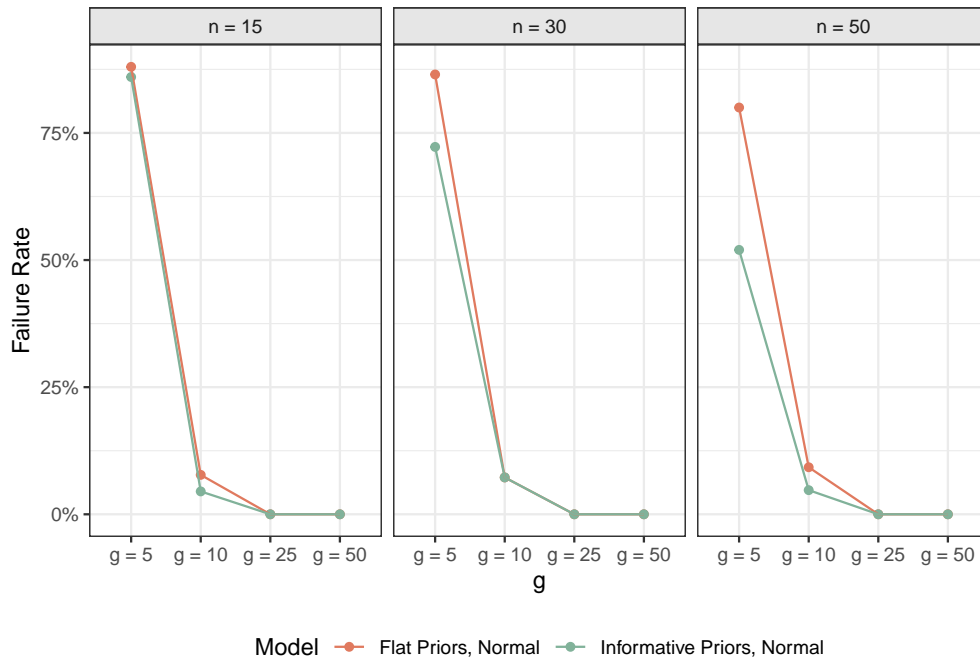 n = 15
n = 30
n = 50
Failure Rate
75%
50%
25%
0%
g = 5 g = 10 g = 25 g = 50
g = 5 g = 10 g = 25 g = 50
g = 5 g = 10 g = 25 g = 50
g
Model Flat Priors, Normal Informative Priors, Normal